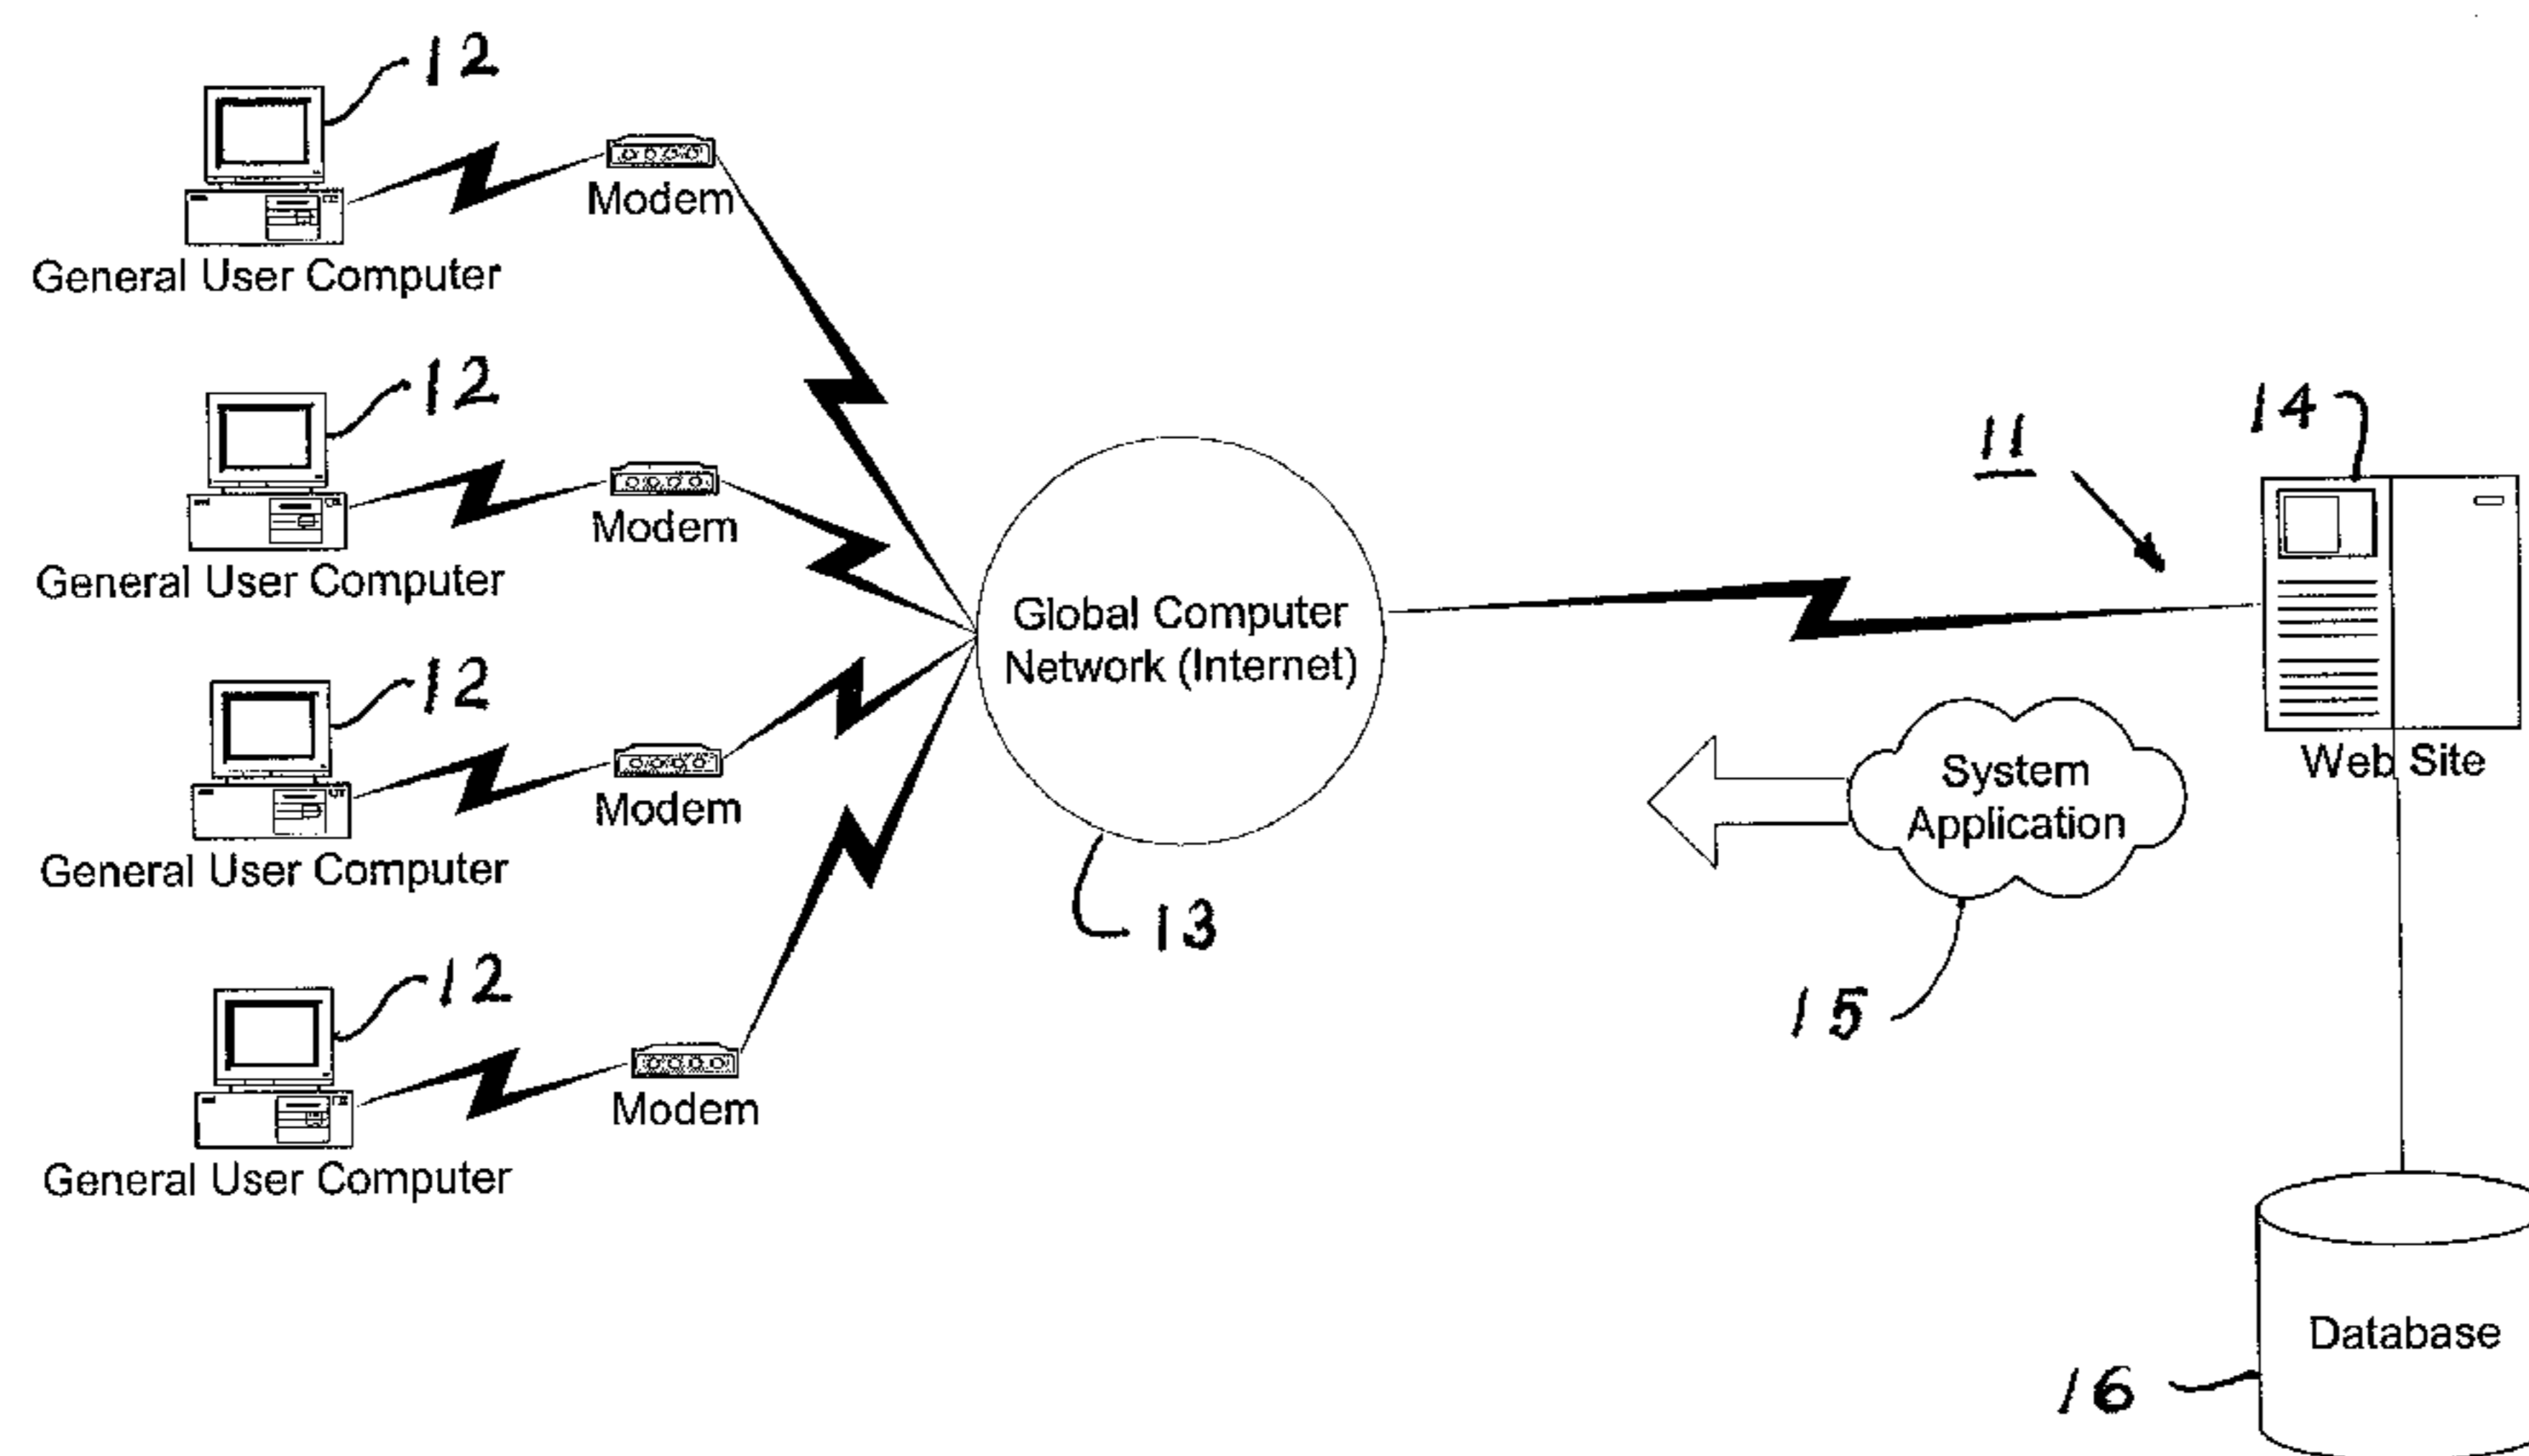 12
Modem
General User Computer
12
Modem
General User Computer
12
Modem
General User Computer
12
Modem
General User Computer
Global Computer
Network (Internet)
13
11
14
Web Site
System
Application
15
Database
16